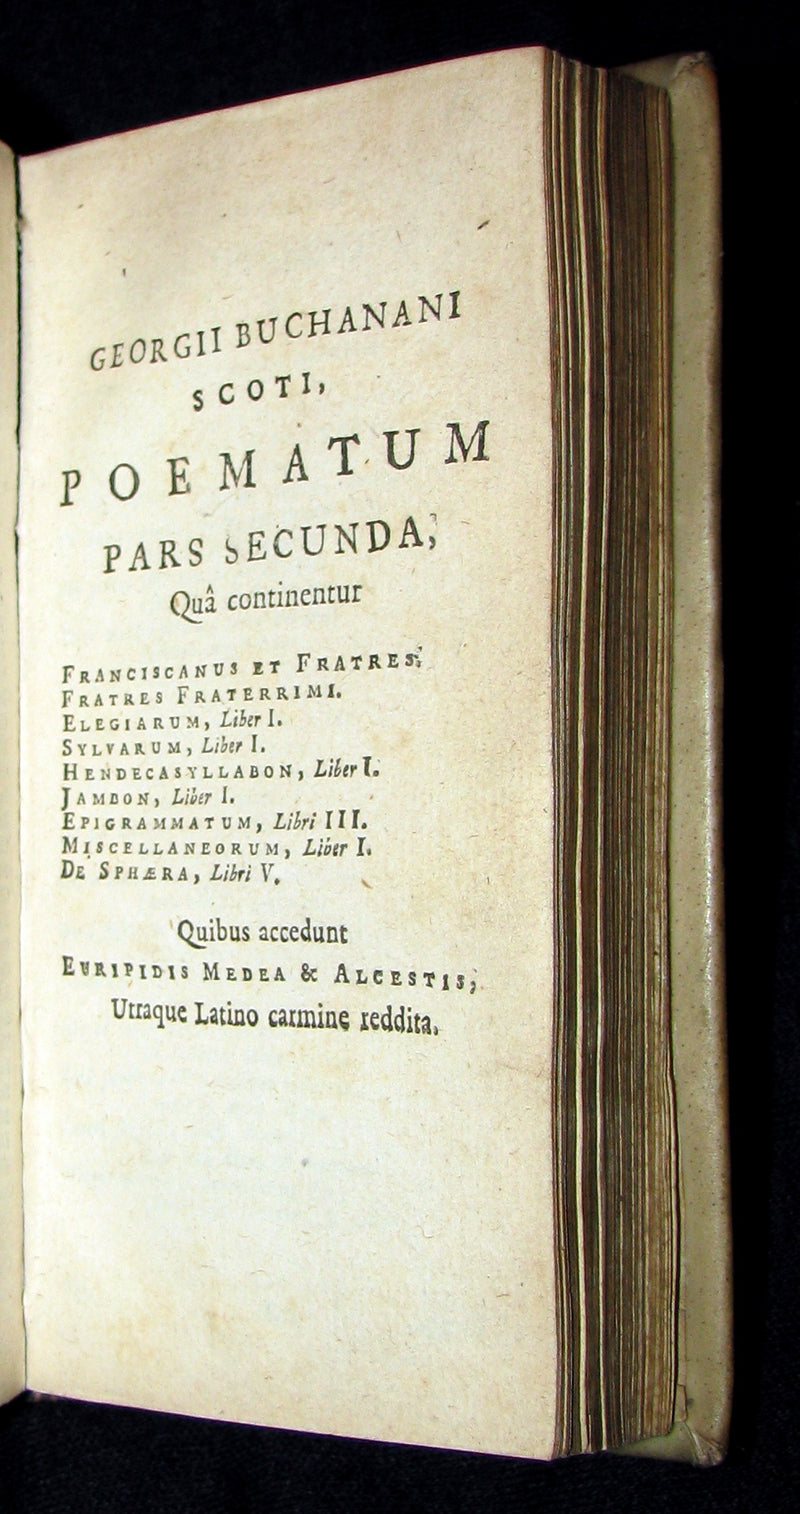 GEORGII BUCHANANI
SCOTI,
POEMATUM
PARS SECUNDA,
Quâ continentur
FRANCISCANUS ET FRATRES.
FRATRES FRATERRIMI.
ELEGIARUM, Liber I.
SYLVARUM, Liber I.
HENDECASYLLABON, Liber I.
JAMBON, Liber I.
EPIGRAMMATUM, Libri III.
MISCELLANEORUM, Liber I.
DE SPHÆRA, Libri V.
Quibus accedunt
EURIPIDIS MEDEA & ALCESTIS,
Utraque Latino carmine reddita.